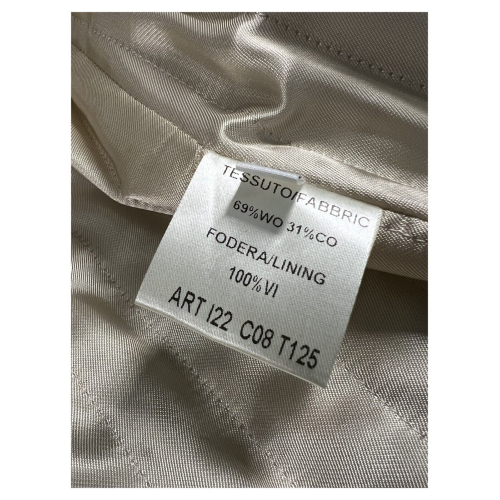 TESSUTO/FABBRIC
69%WO 31%CO
FODERA/LINING
100%VI
ART I22 C08 T125